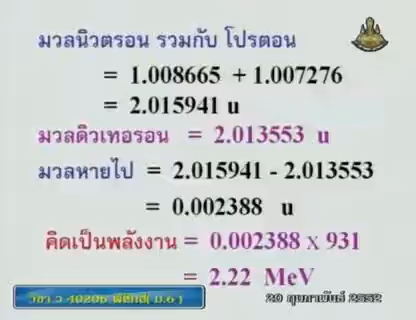 มวลนิวตรอน รวมกับ โปรตอน
= 1.008665 + 1.007276
= 2.015941 u
มวลดิวเทอรอน = 2.013553 u
มวลหายไป = 2.015941 - 2.013553
= 0.002388 u
คิดเป็นพลังงาน = 0.002388 x 931
= 2.22 MeV
ว 40206 ฟิสิกส์( ม.6 )
20 กุมภาพันธ์ 2552